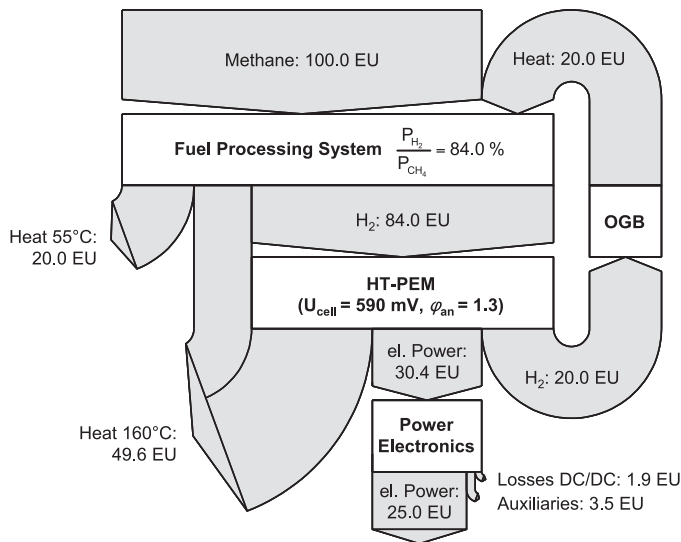 Methane: 100.0 EU
Heat: 20.0 EU
Fuel Processing System P_H₂ / P_CH₄ = 84.0 %
H₂: 84.0 EU
OGB
Heat 55°C:
20.0 EU
HT-PEM
(U_cell = 590 mV, φ_an = 1.3)
el. Power:
30.4 EU
H₂: 20.0 EU
Heat 160°C:
49.6 EU
Power
Electronics
el. Power:
25.0 EU
Losses DC/DC: 1.9 EU
Auxiliaries: 3.5 EU